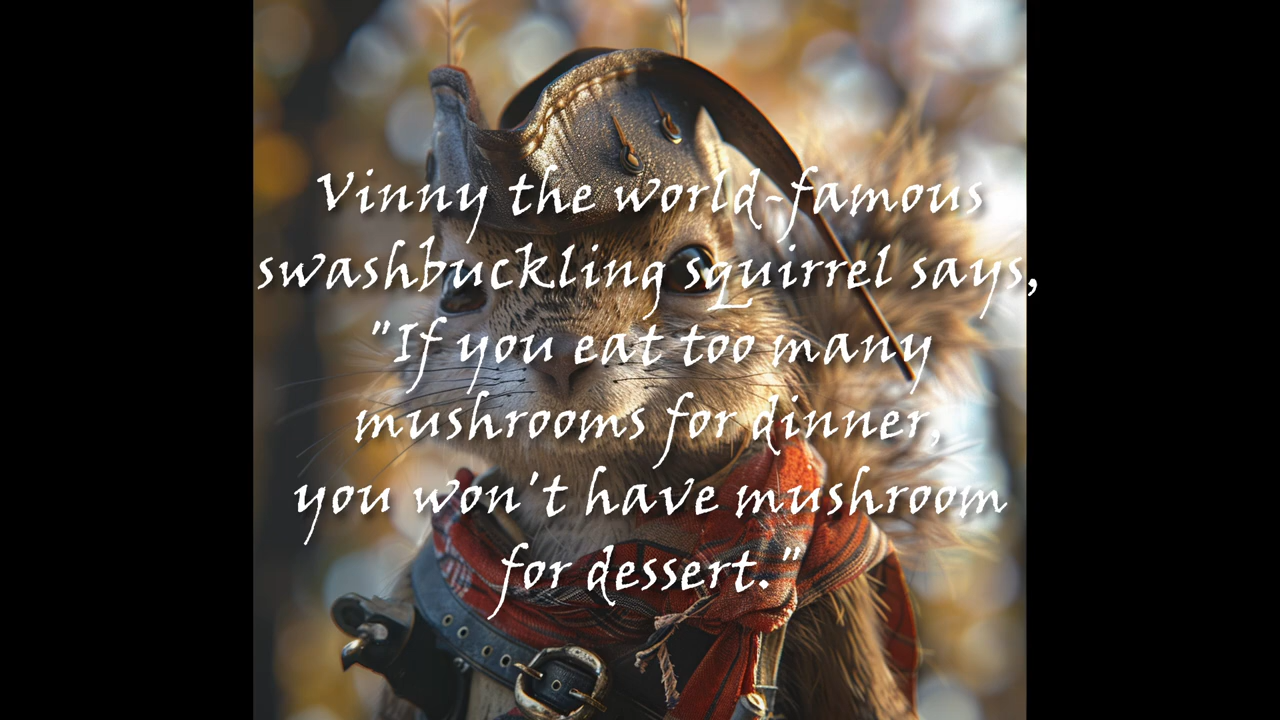 Vinny the world-famous
swashbuckling squirrel says,
"If you eat too many
mushrooms for dinner,
you won't have mushroom
for dessert."